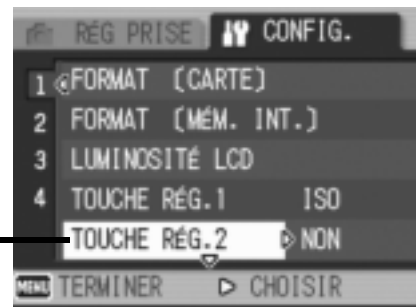 RÉG PRISE CONFIG.
1 FORMAT (CARTE)
2 FORMAT (MÉM. INT.)
3 LUMINOSITÉ LCD
4 TOUCHE RÉG.1 ISO
TOUCHE RÉG.2 NON
MENU TERMINER CHOISIR